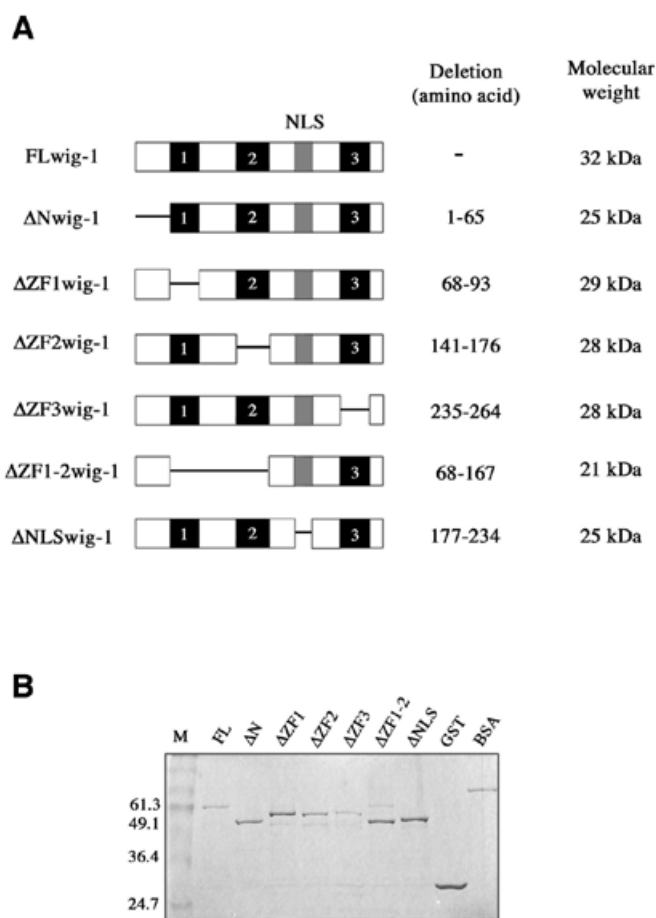 A
Deletion Molecular
(amino acid) weight
NLS
FLwig-1 1 2 3 - 32 kDa
ΔNwig-1 1 2 3 1-65 25 kDa
ΔZF1wig-1 2 3 68-93 29 kDa
ΔZF2wig-1 1 3 141-176 28 kDa
ΔZF3wig-1 1 2 235-264 28 kDa
ΔZF1-2wig-1 3 68-167 21 kDa
ΔNLSwig-1 1 2 3 177-234 25 kDa
B
M FL ΔN ΔZF1 ΔZF2 ΔZF3 ΔZF1-2 ΔNLS GST BSA
61.3
49.1
36.4
24.7